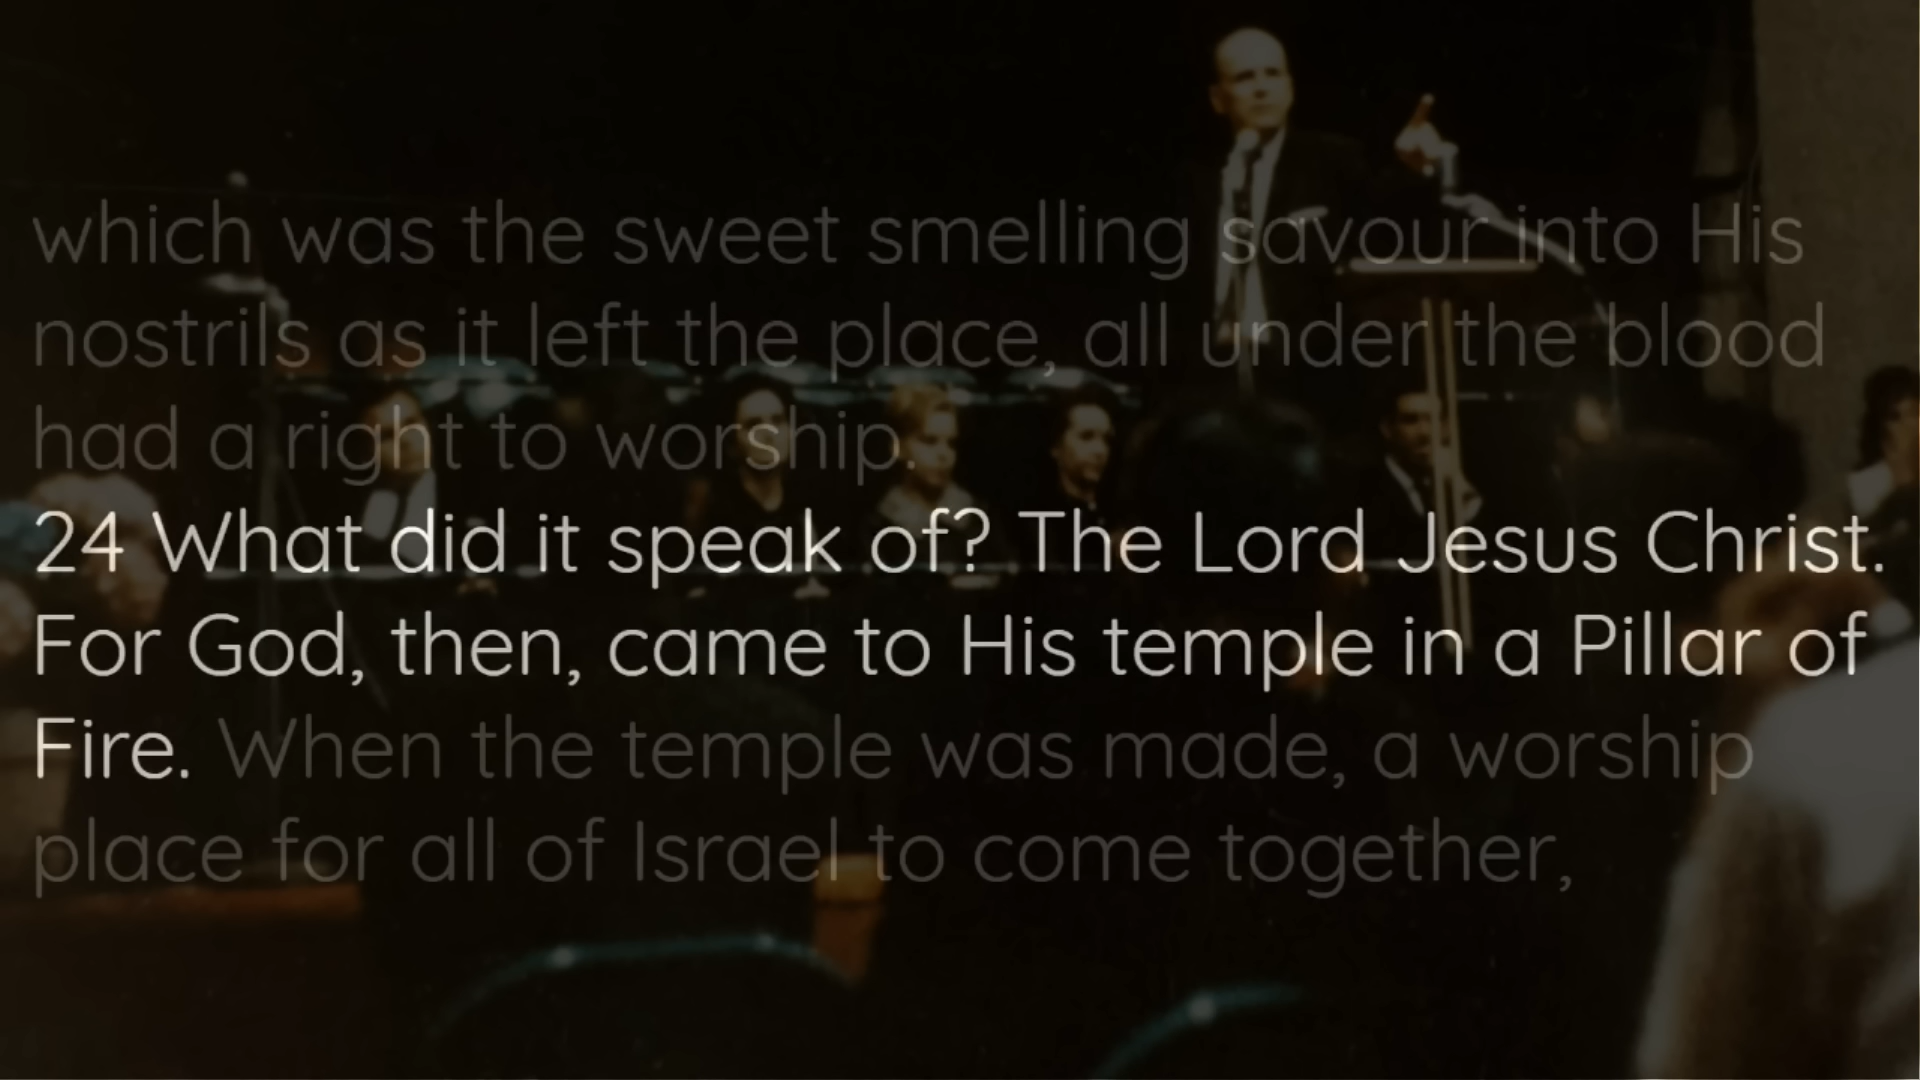 which was the sweet smelling savour into His
nostrils as it left the place, all under the blood
had a right to worship.
24 What did it speak of? The Lord Jesus Christ.
For God, then, came to His temple in a Pillar of
Fire. When the temple was made, a worship
place for all of Israel to come together,